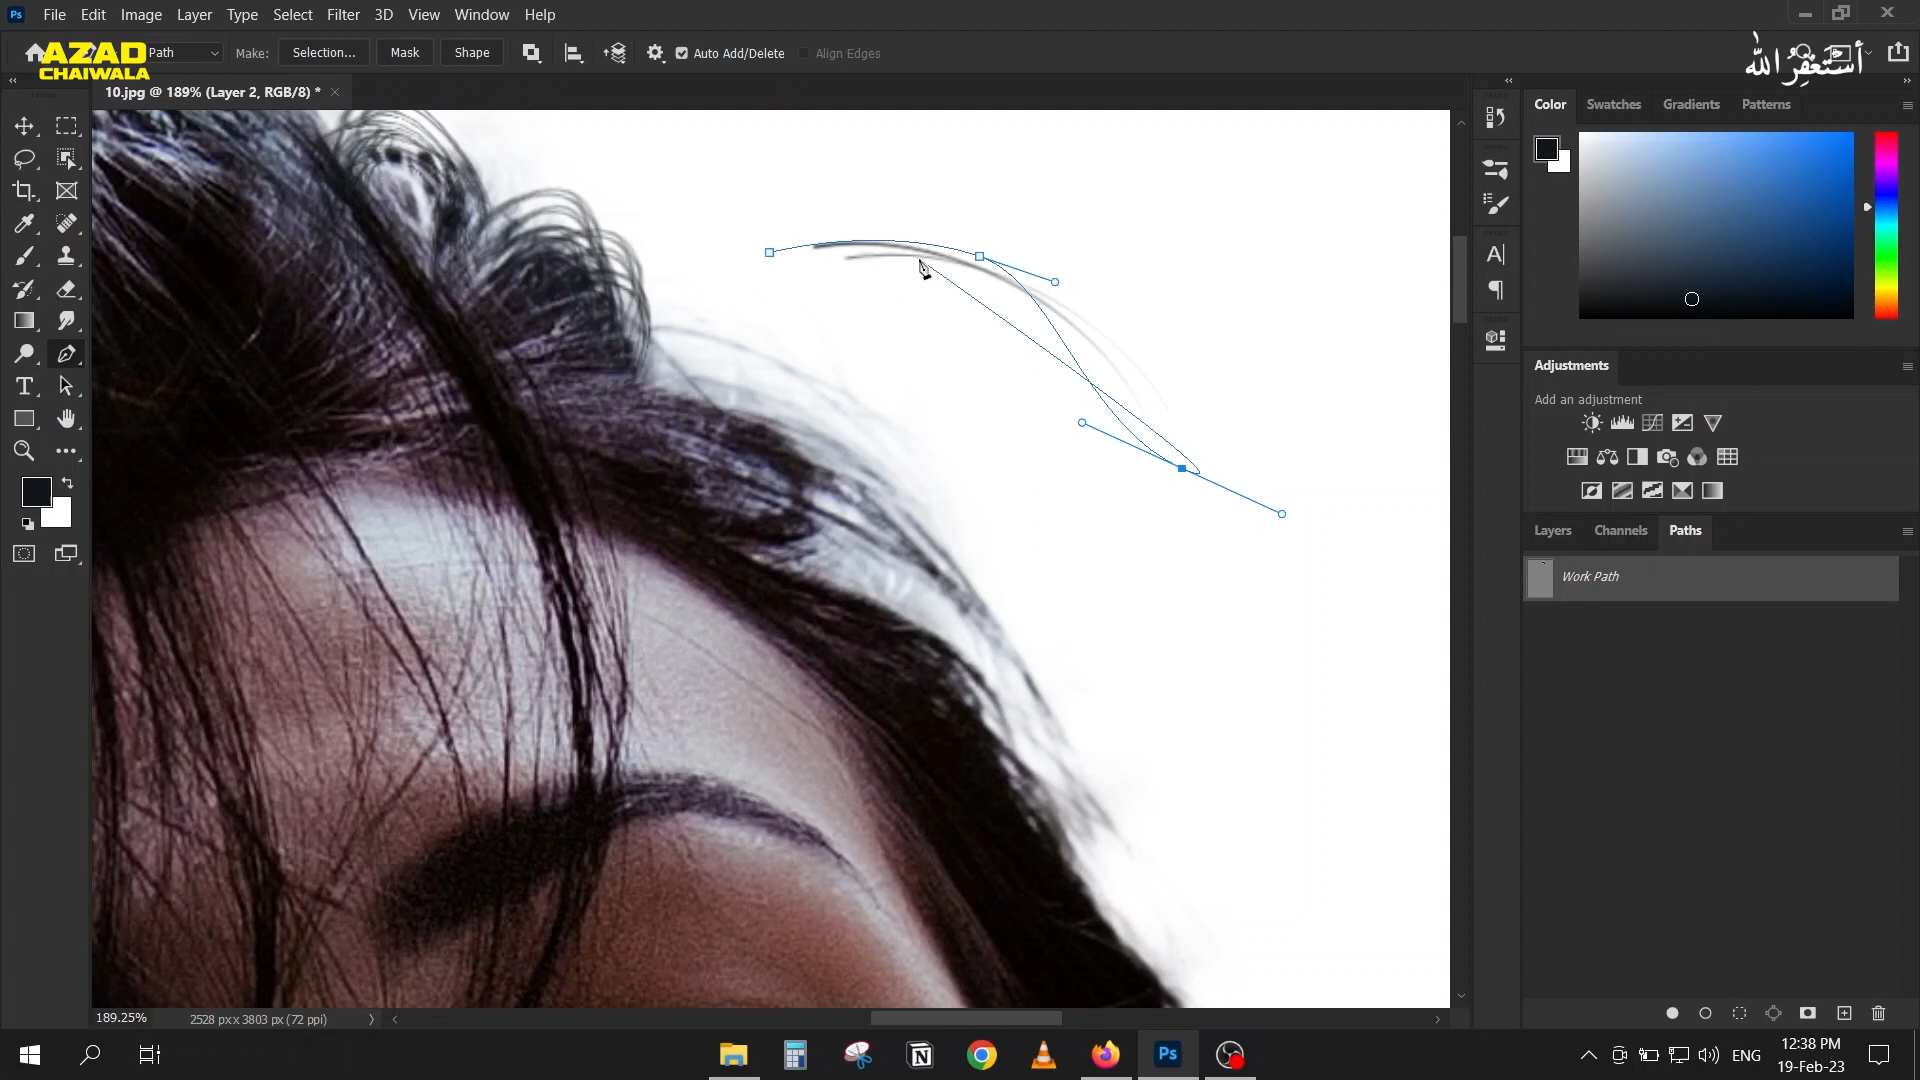 File Edit Image Layer Type Select Filter 3D View Window Help
AZAD
CHAIWALA
Path Make: Selection... Mask Shape Auto Add/Delete Align Edges
أستغفر الله
10.jpg @ 189% (Layer 2, RGB/8) *
Color Swatches Gradients Patterns
Adjustments
Add an adjustment
Layers Channels Paths
Work Path
189.25% 2528 px x 3803 px (72 ppi)
ENG
12:38 PM
19-Feb-23